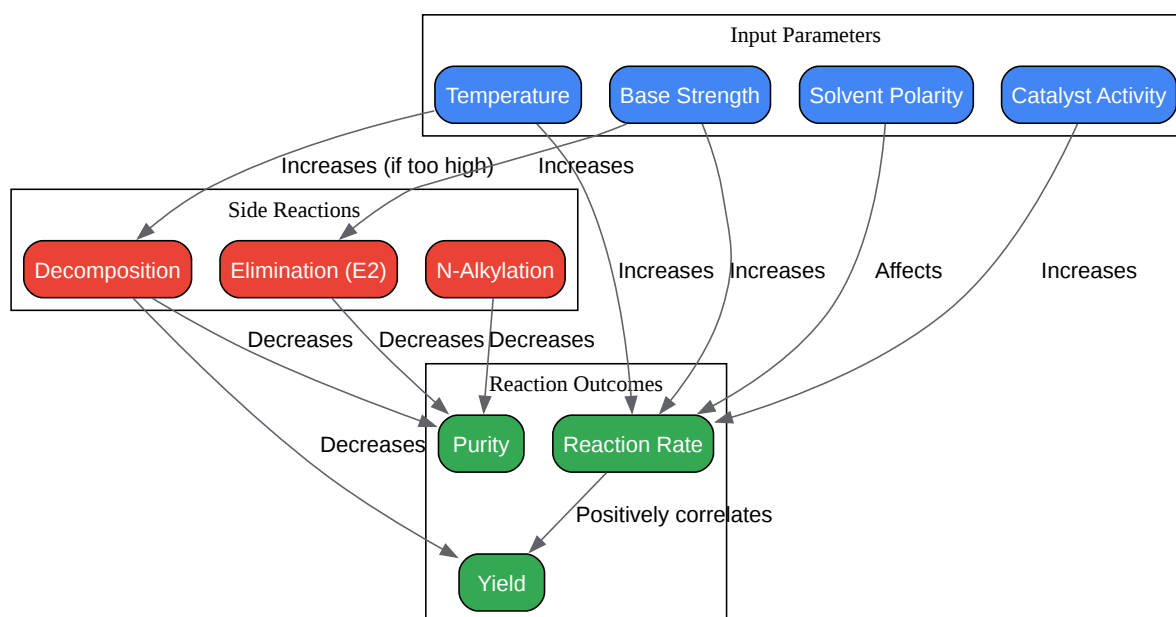 Input Parameters
Temperature
Base Strength
Solvent Polarity
Catalyst Activity
Increases (if too high)
Increases
Side Reactions
Decomposition
Elimination (E2)
N-Alkylation
Increases
Increases
Affects
Increases
Decreases
Decreases
Decreases
Reaction Outcomes
Purity
Reaction Rate
Decreases
Positively correlates
Yield